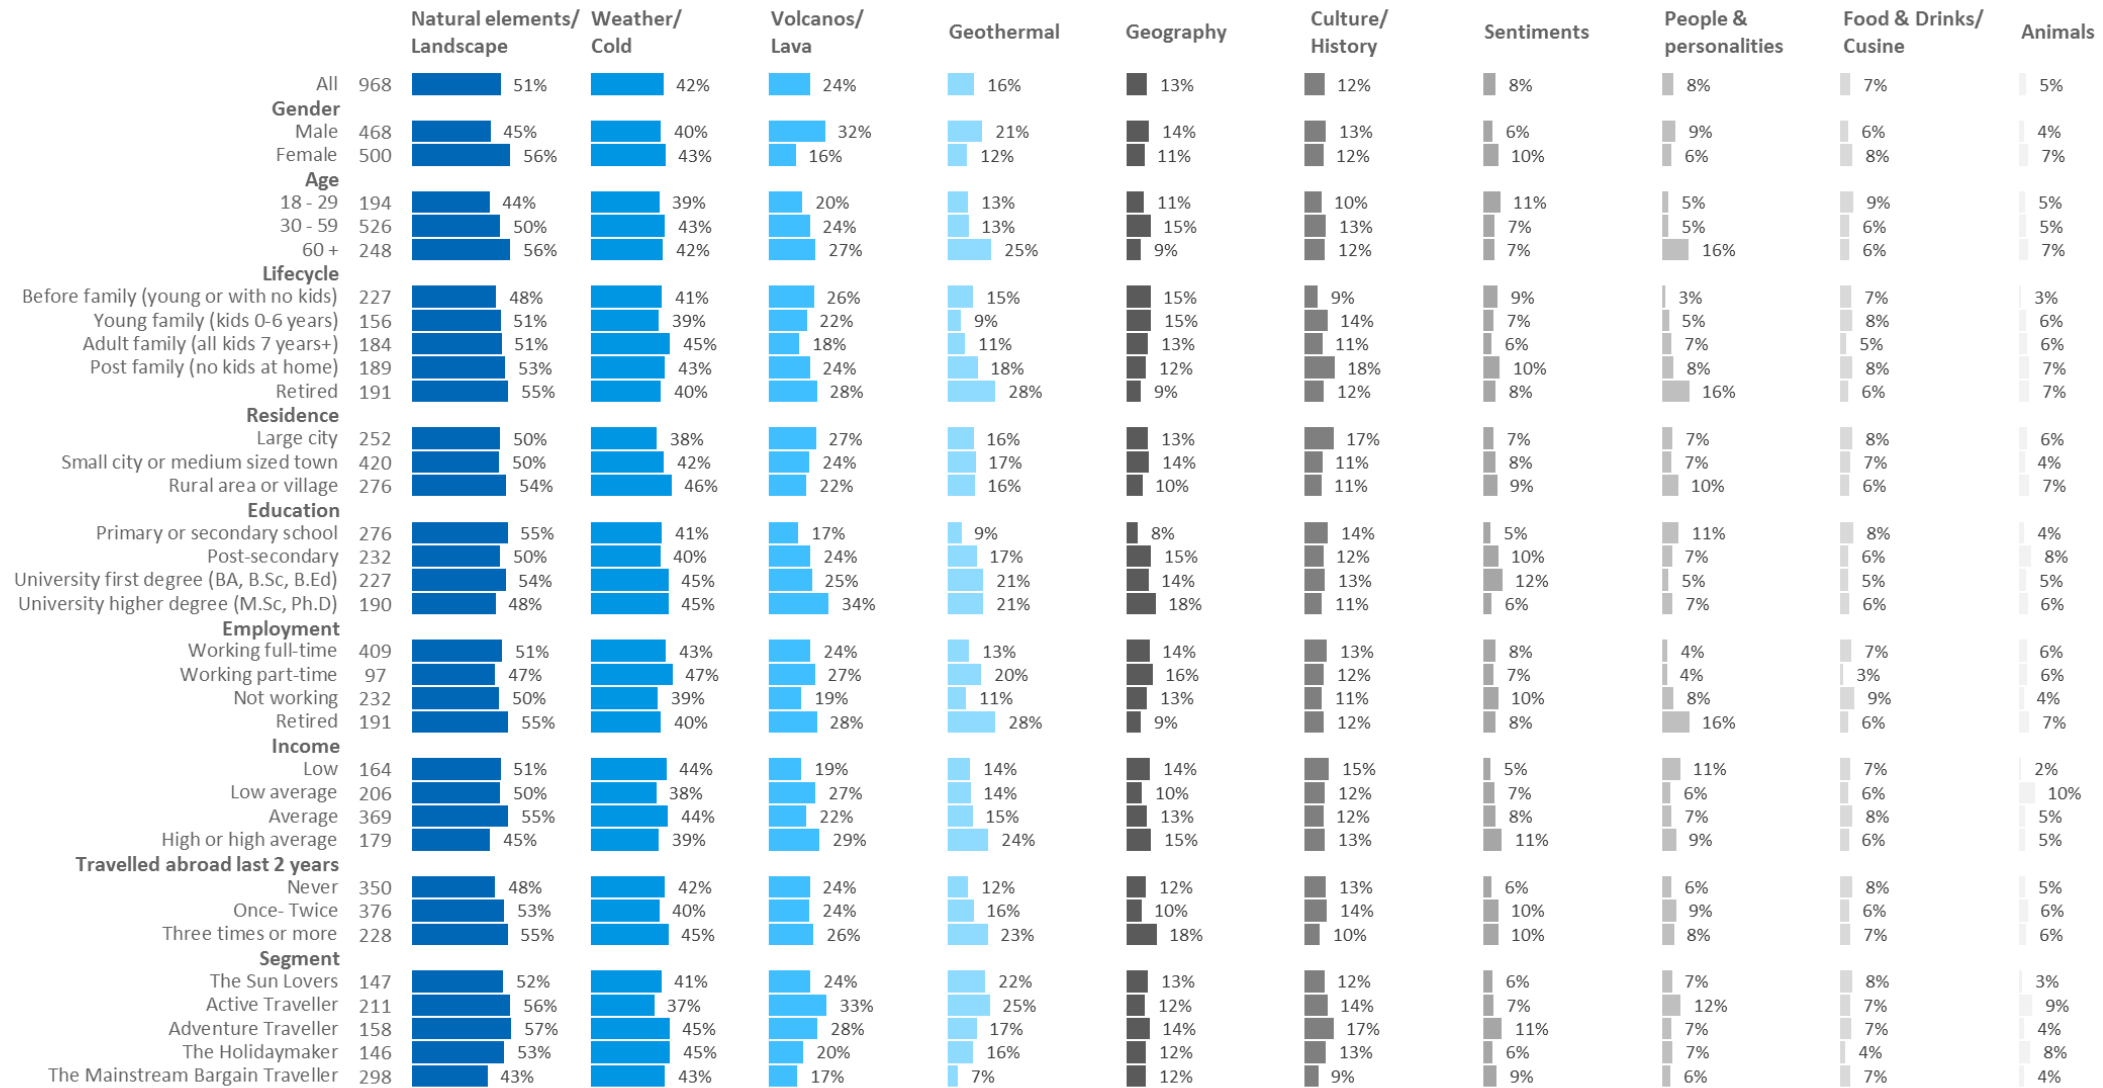 Natural elements/ Landscape Weather/ Cold Volcanos/ Lava Geothermal Geography Culture/ History Sentiments People & personalities Food & Drinks/ Cusine Animals
All 968 51% 42% 24% 16% 13% 12% 8% 8% 7% 5%
Gender
Male 468 45% 40% 32% 21% 14% 13% 6% 9% 6% 4%
Female 500 56% 43% 16% 12% 11% 12% 10% 6% 8% 7%
Age
18 - 29 194 44% 39% 20% 13% 11% 10% 11% 5% 9% 5%
30 - 59 526 50% 43% 24% 13% 15% 13% 7% 5% 6% 5%
60 + 248 56% 42% 27% 25% 9% 12% 7% 16% 6% 7%
Lifecycle
Before family (young or with no kids) 227 48% 41% 26% 15% 15% 9% 9% 3% 7% 3%
Young family (kids 0-6 years) 156 51% 39% 22% 9% 15% 14% 7% 5% 8% 6%
Adult family (all kids 7 years+) 184 51% 45% 18% 11% 13% 11% 6% 7% 5% 6%
Post family (no kids at home) 189 53% 43% 24% 18% 12% 18% 10% 8% 8% 7%
Retired 191 55% 40% 28% 28% 9% 12% 8% 16% 6% 7%
Residence
Large city 252 50% 38% 27% 16% 13% 17% 7% 7% 8% 6%
Small city or medium sized town 420 50% 42% 24% 17% 14% 11% 8% 7% 7% 4%
Rural area or village 276 54% 46% 22% 16% 10% 11% 9% 10% 6% 7%
Education
Primary or secondary school 276 55% 41% 17% 9% 8% 14% 5% 11% 8% 4%
Post-secondary 232 50% 40% 24% 17% 15% 12% 10% 7% 6% 8%
University first degree (BA, B.Sc, B.Ed) 227 54% 45% 25% 21% 14% 13% 12% 5% 5% 5%
University higher degree (M.Sc, Ph.D) 190 48% 45% 34% 21% 18% 11% 6% 7% 6% 6%
Employment
Working full-time 409 51% 43% 24% 13% 14% 13% 8% 4% 7% 6%
Working part-time 97 47% 47% 27% 20% 16% 12% 7% 4% 3% 6%
Not working 232 50% 39% 19% 11% 13% 11% 10% 8% 9% 4%
Retired 191 55% 40% 28% 28% 9% 12% 8% 16% 6% 7%
Income
Low 164 51% 44% 19% 14% 14% 15% 5% 11% 7% 2%
Low average 206 50% 38% 27% 14% 10% 12% 7% 6% 6% 10%
Average 369 55% 44% 22% 15% 13% 12% 8% 7% 8% 5%
High or high average 179 45% 39% 29% 24% 15% 13% 11% 9% 6% 5%
Travelled abroad last 2 years
Never 350 48% 42% 24% 12% 12% 13% 6% 6% 8% 5%
Once- Twice 376 53% 40% 24% 16% 10% 14% 10% 9% 6% 6%
Three times or more 228 55% 45% 26% 23% 18% 10% 10% 8% 7% 6%
Segment
The Sun Lovers 147 52% 41% 24% 22% 13% 12% 6% 7% 8% 3%
Active Traveller 211 56% 37% 33% 25% 12% 14% 7% 12% 7% 9%
Adventure Traveller 158 57% 45% 28% 17% 14% 17% 11% 7% 7% 4%
The Holidaymaker 146 53% 45% 20% 16% 12% 13% 6% 7% 4% 8%
The Mainstream Bargain Traveller 298 43% 43% 17% 7% 12% 9% 9% 6% 7% 4%